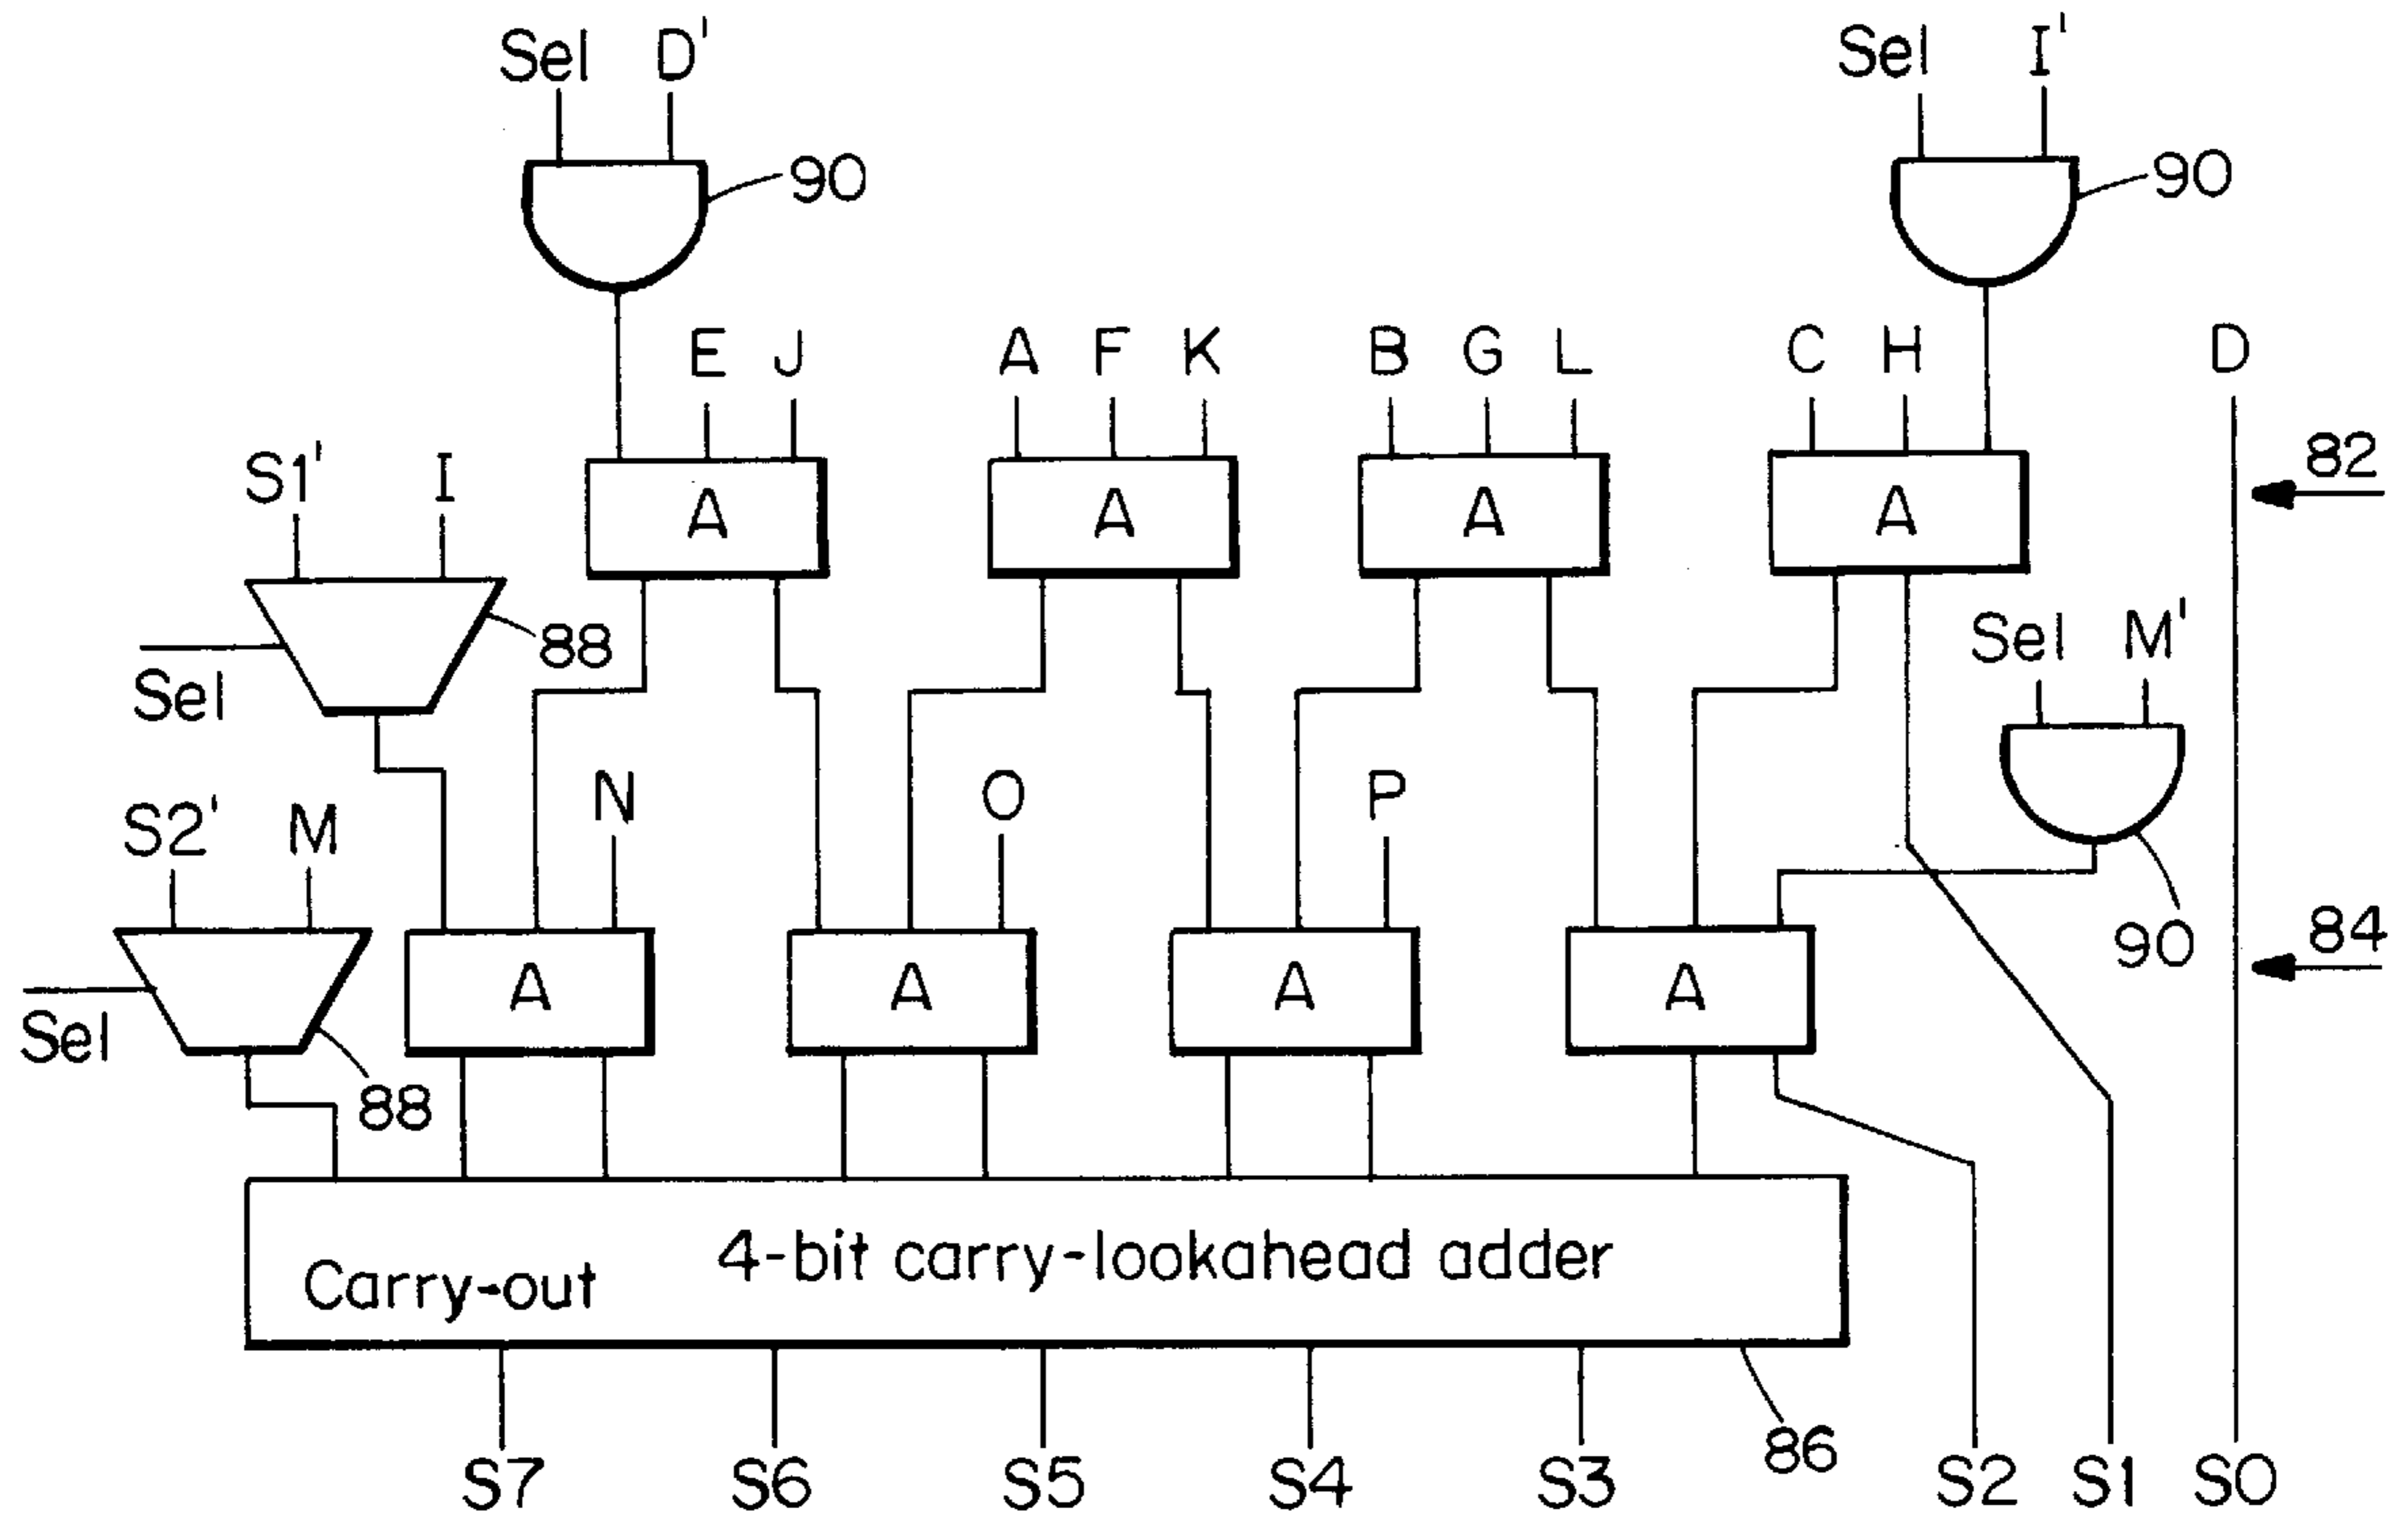 Sel D' Sel I'
90 90
E J A F K B G L C H D
S1' I A A A A 82
88 Sel M'
Sel
N O P
S2' M
90 84
A A A A
Sel
88
4-bit carry-lookahead adder
Carry-out
86
S7 S6 S5 S4 S3 S2 S1 S0